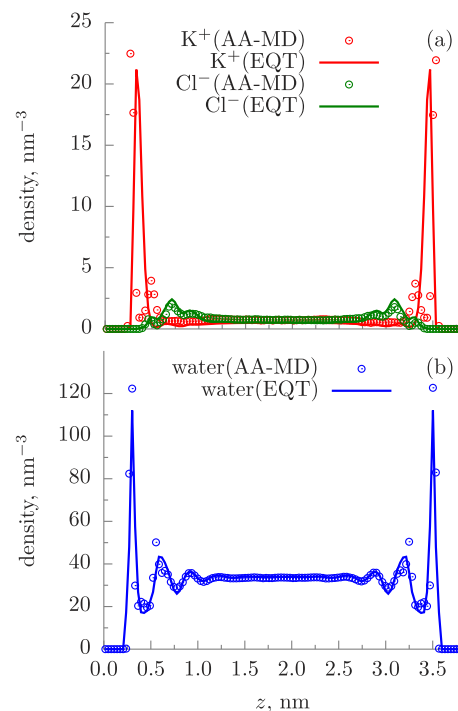 25
20
15
10
5
0
density, nm⁻³
K⁺(AA-MD)
K⁺(EQT)
Cl⁻(AA-MD)
Cl⁻(EQT)
(a)
120
100
80
60
40
20
0
density, nm⁻³
water(AA-MD)
water(EQT)
(b)
0.0 0.5 1.0 1.5 2.0 2.5 3.0 3.5
z, nm